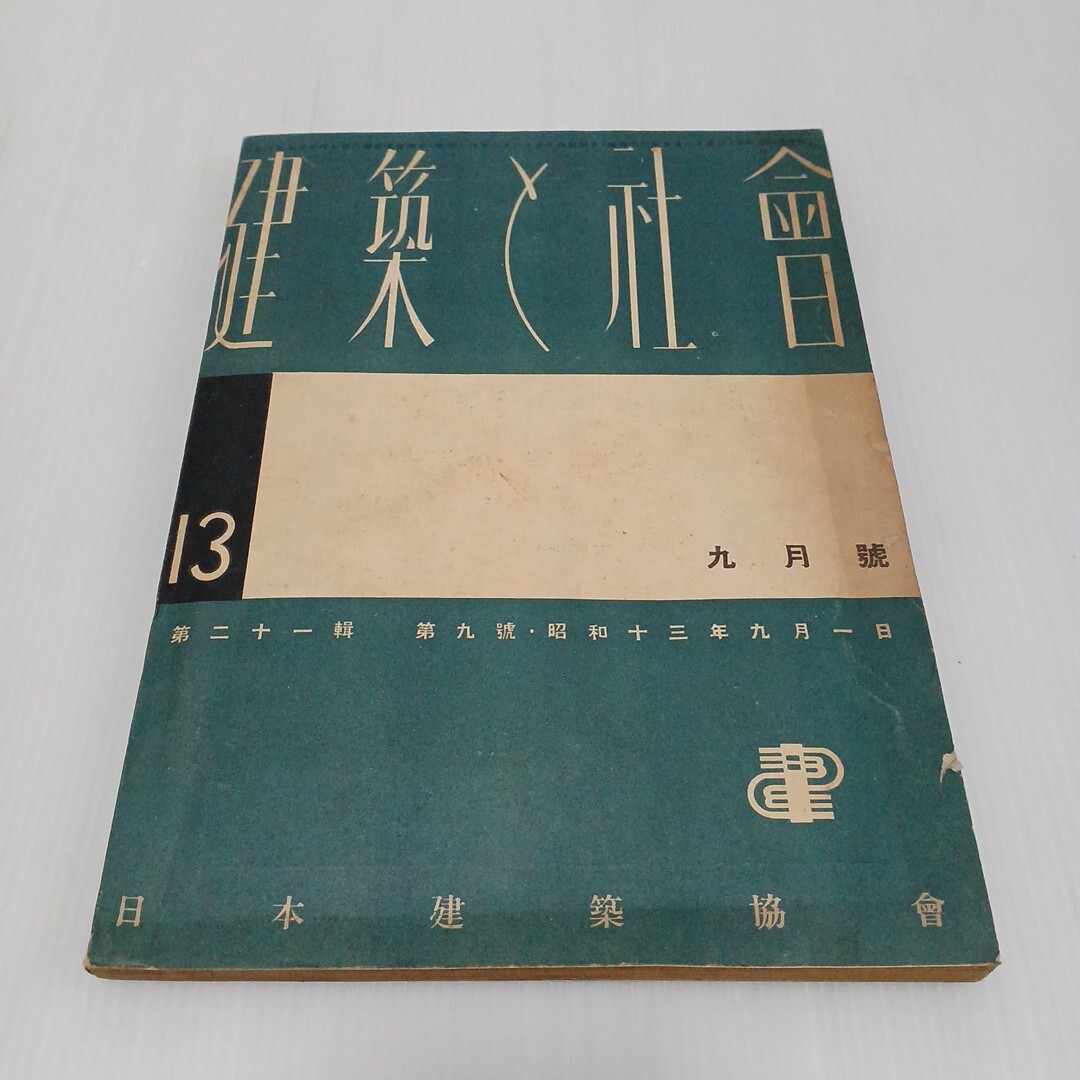 建築と社會
13
九月號
第二十一輯 第九號・昭和十三年九月一日
日本建築協會